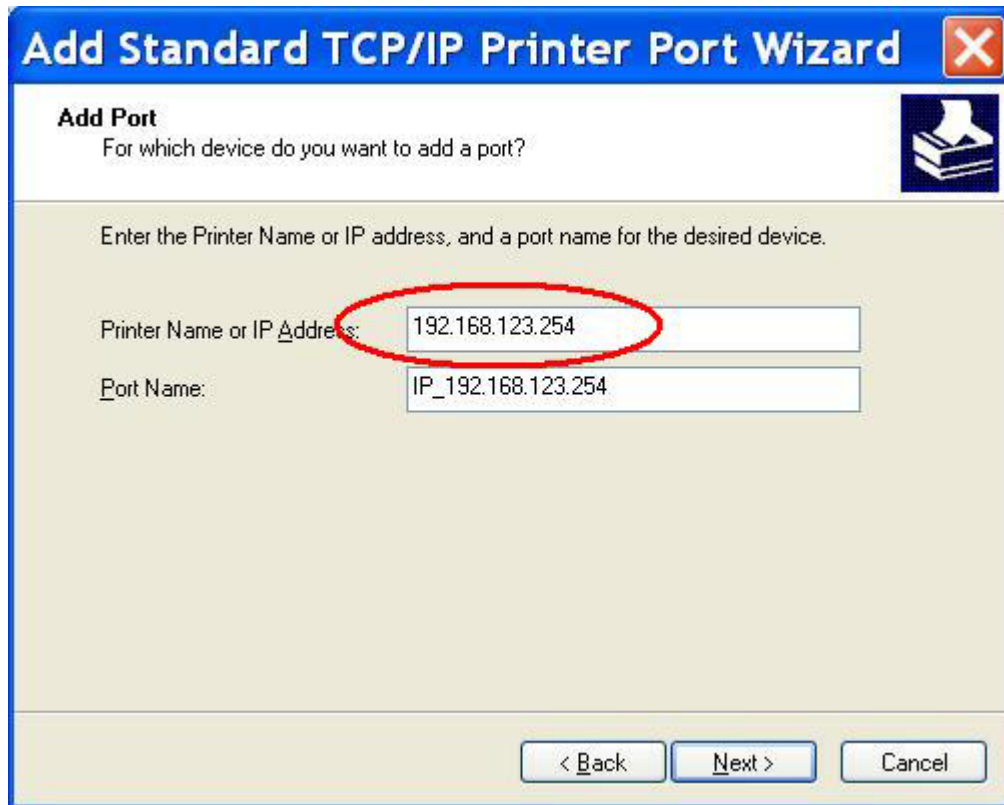 Add Standard TCP/IP Printer Port Wizard
Add Port
For which device do you want to add a port?
Enter the Printer Name or IP address, and a port name for the desired device.
Printer Name or IP Address: 192.168.123.254
Port Name: IP_192.168.123.254
< Back Next > Cancel